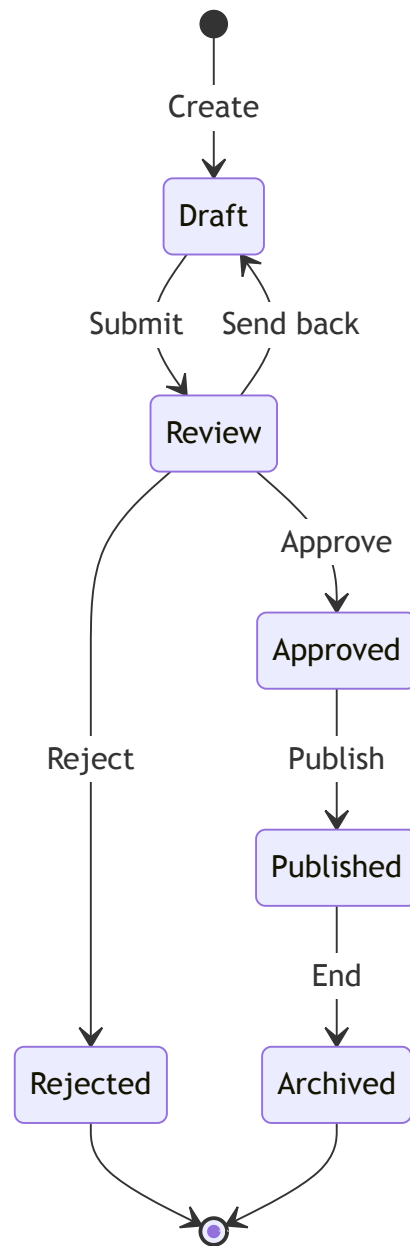 Create
Draft
Submit
Send back
Review
Approve
Approved
Reject
Publish
Published
End
Rejected
Archived